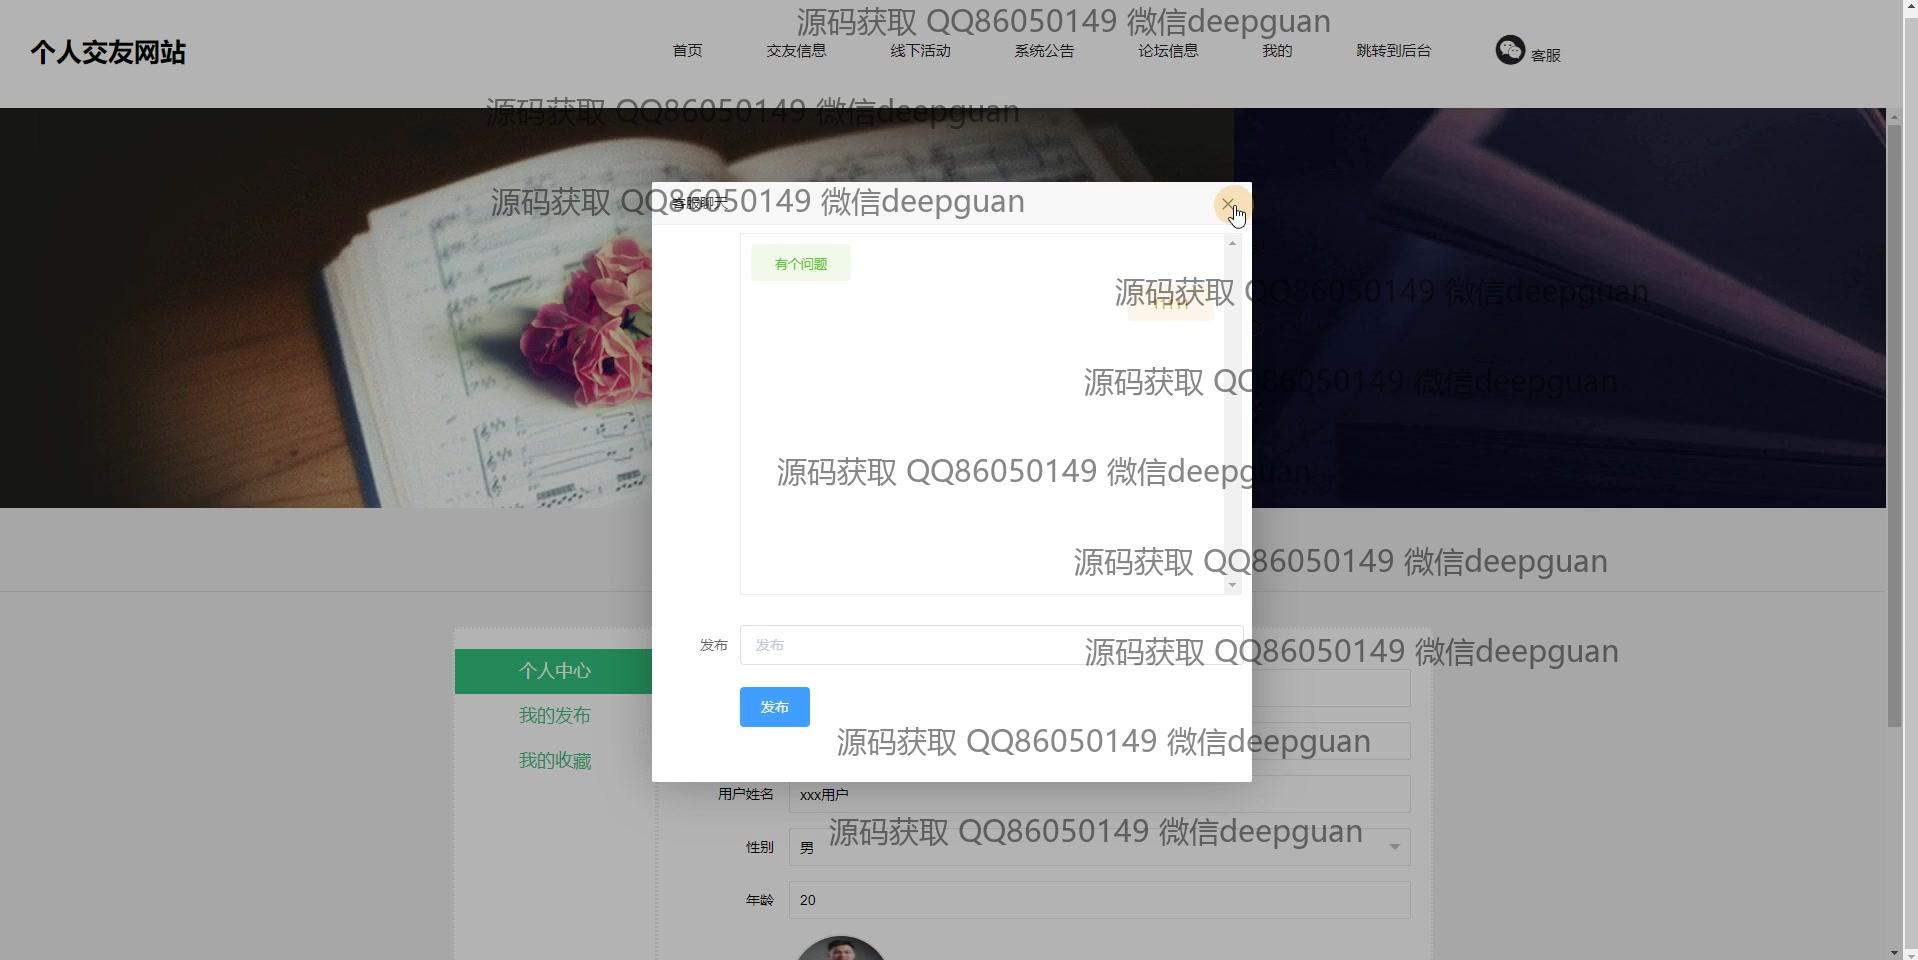 源码获取 QQ86050149 微信deepguan
个人交友网站
首页 交友信息 线下活动 系统公告 论坛信息 我的 跳转到后台 客服
源码获取 QQ86050149 微信deepguan
源码获取 QQ86050149 微信deepguan
客服聊天
有个问题
源码获取 QQ86050149 微信deepguan
源码获取 QQ86050149 微信deepguan
源码获取 QQ86050149 微信deepguan
源码获取 QQ86050149 微信deepguan
发布 发布
源码获取 QQ86050149 微信deepguan
个人中心
我的发布
发布
源码获取 QQ86050149 微信deepguan
我的收藏
用户姓名 xxx用户
源码获取 QQ86050149 微信deepguan
性别 男
年龄 20